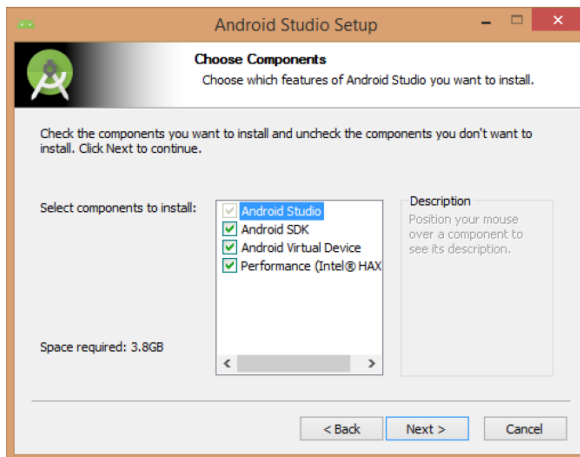 Android Studio Setup
Choose Components
Choose which features of Android Studio you want to install.
Check the components you want to install and uncheck the components you don't want to
install. Click Next to continue.
Select components to install:
Android Studio
Android SDK
Android Virtual Device
Performance (Intel® HAX
Description
Position your mouse
over a component to
see its description.
Space required: 3.8GB
< Back
Next >
Cancel